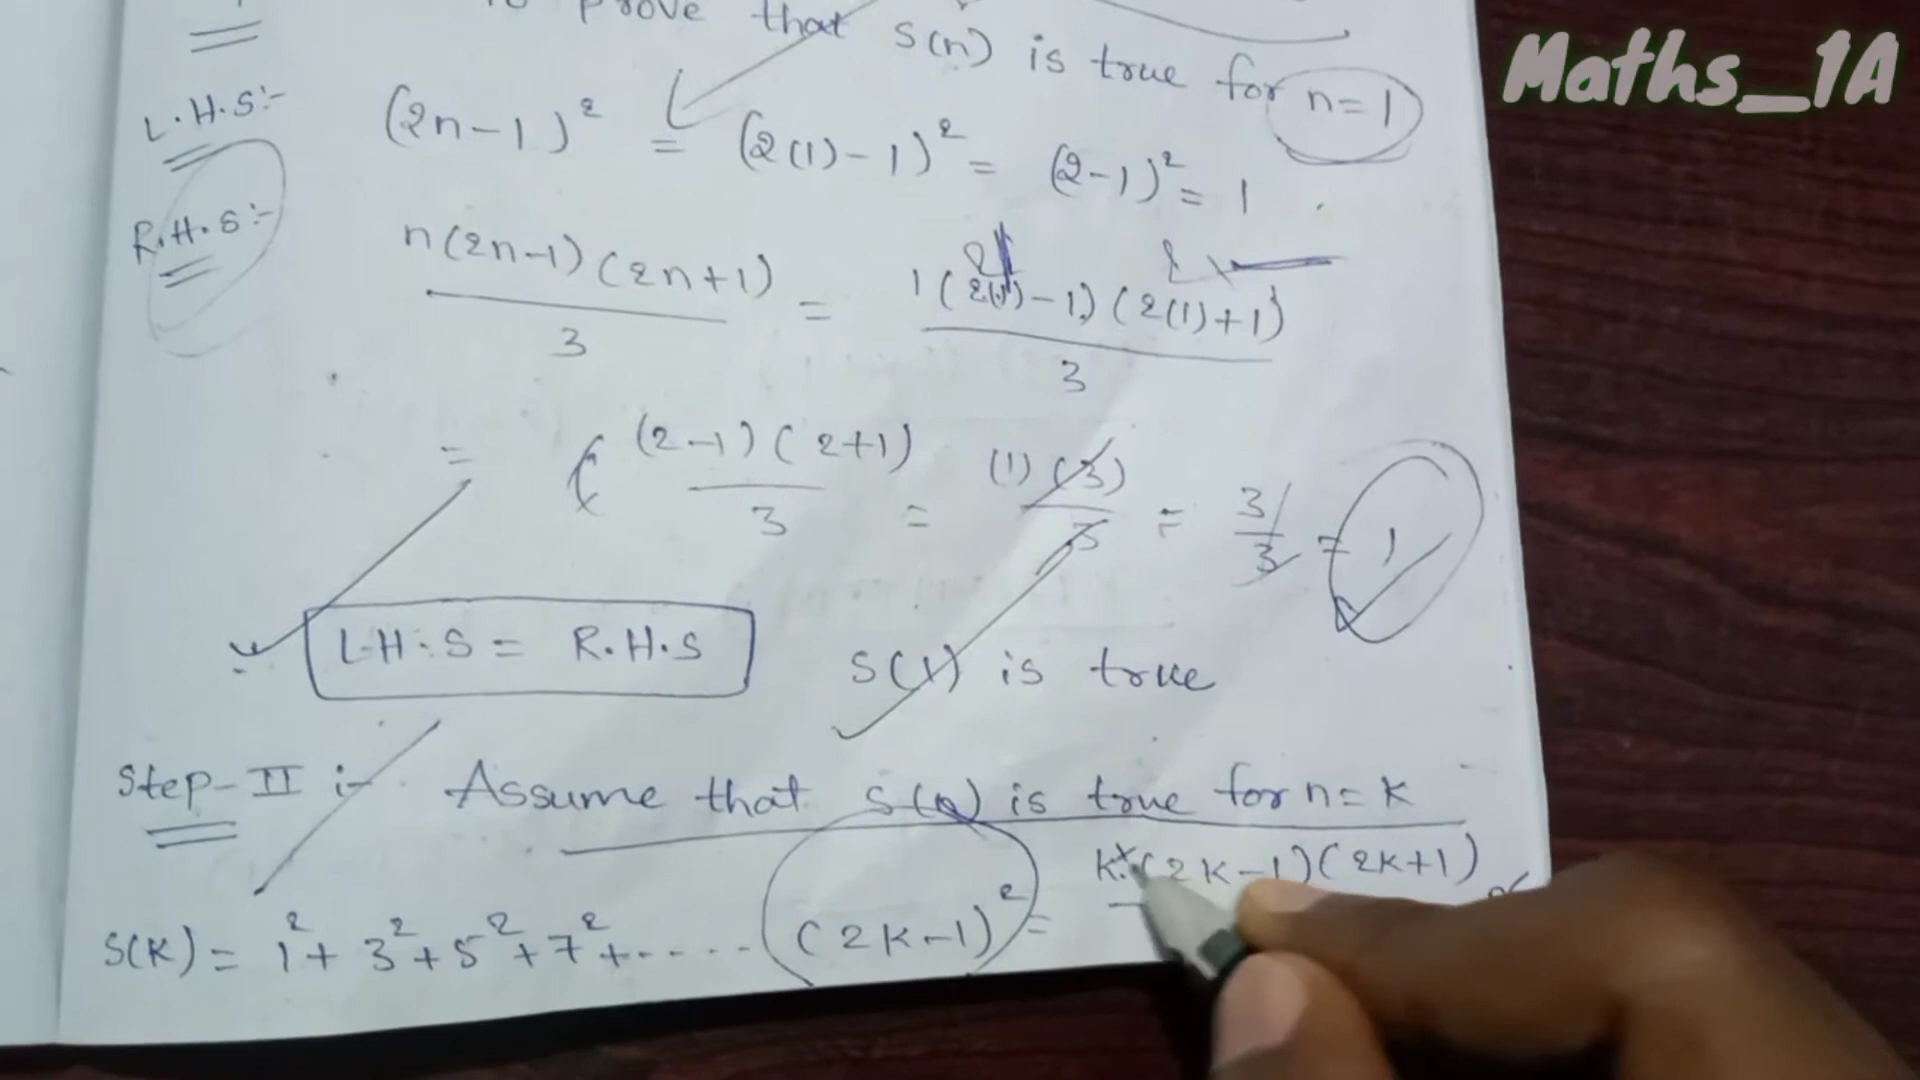 prove that S(n) is true for n=1
Maths_1A
L.H.S:- (2n-1)² = (2(1)-1)² = (2-1)² = 1
R.H.S:- n(2n-1)(2n+1)/3 = 1(2(1)-1)(2(1)+1)/3
= (2-1)(2+1)/3 = (1)(3)/3 = 3/3 = 1
L.H.S = R.H.S S(1) is true
Step-II :- Assume that S(n) is true for n=k
S(k) = 1²+3²+5²+7²+..... (2k-1)² = k(2k-1)(2k+1)